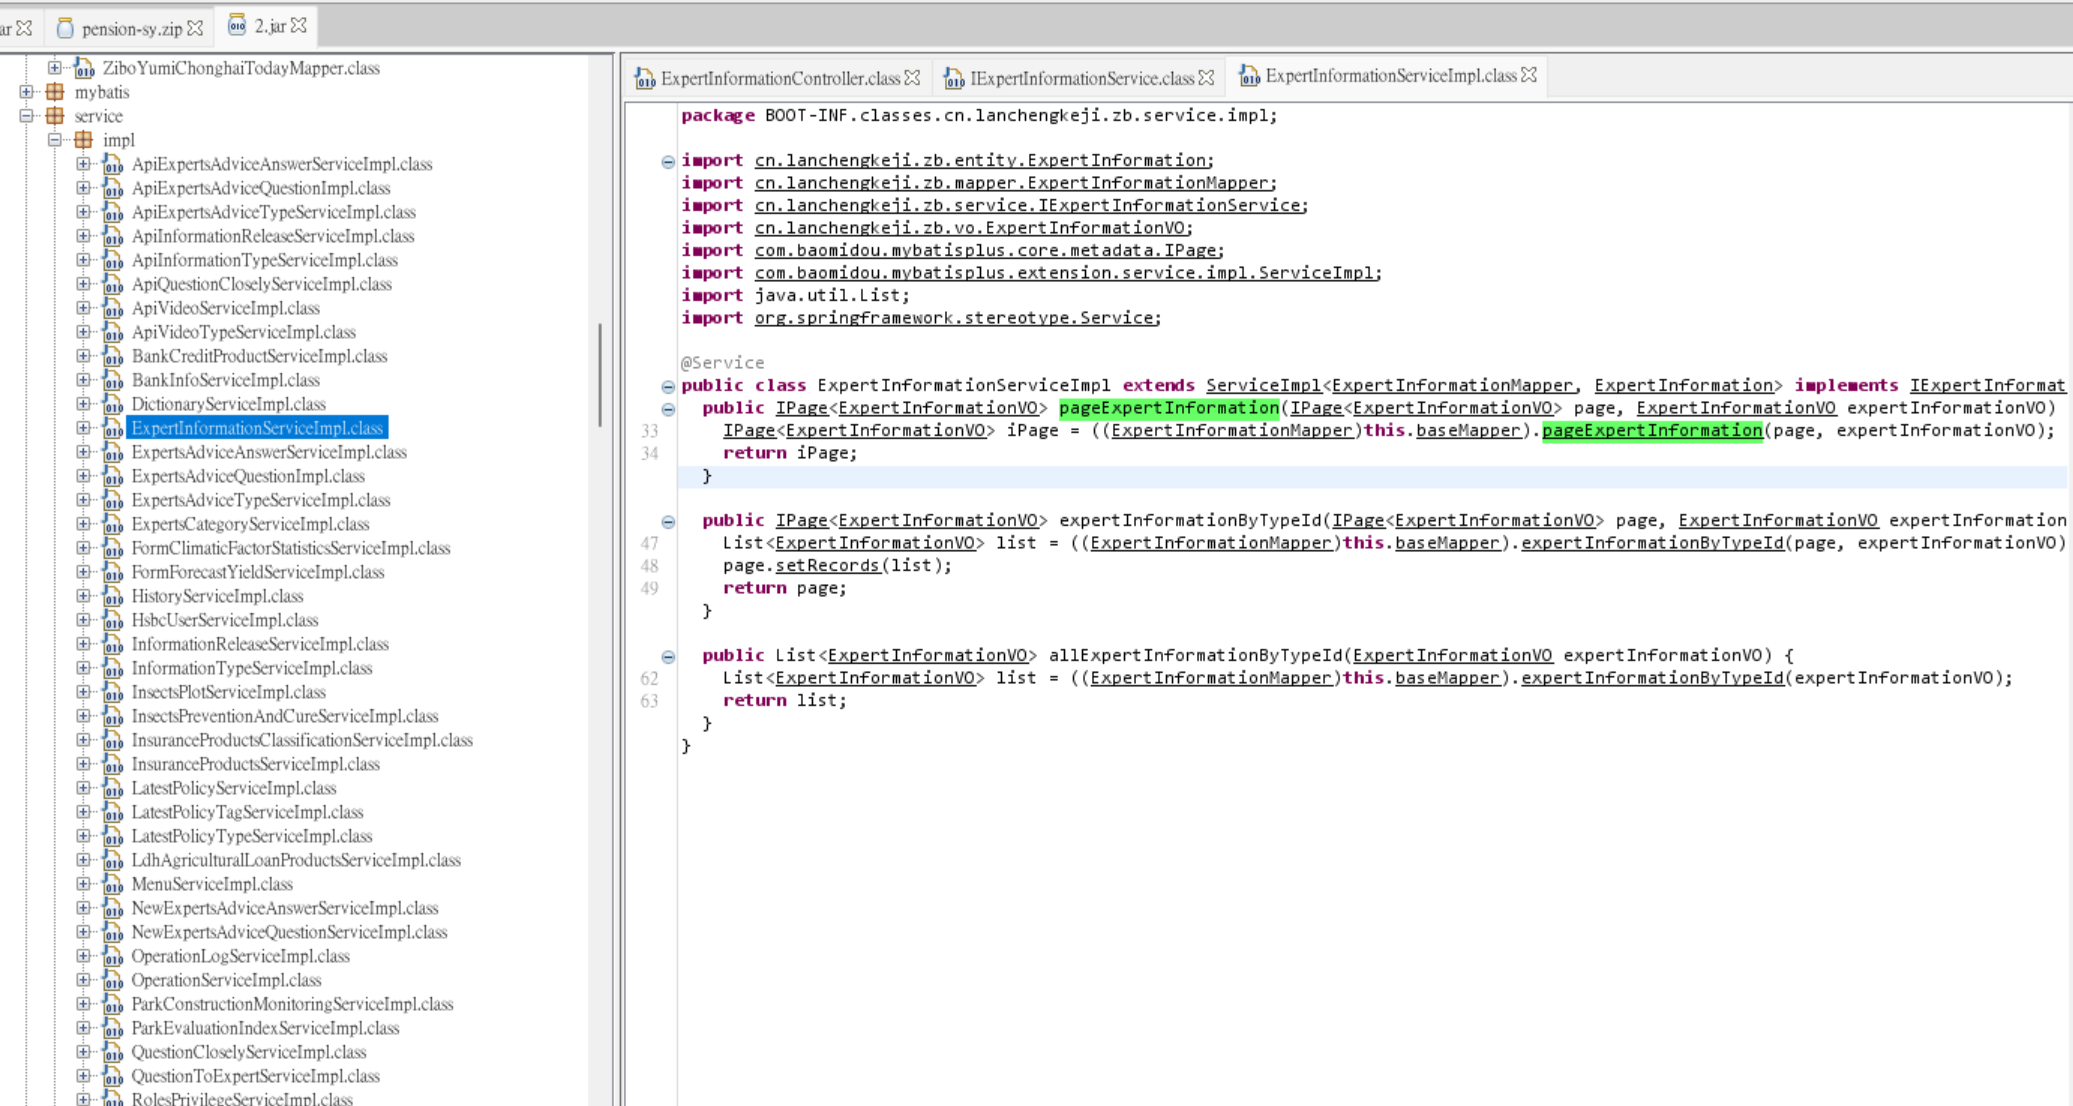 ar
pension-sy.zip
2.jar
ZiboYumiChonghaiTodayMapper.class
mybatis
service
impl
ApiExpertsAdviceAnswerServiceImpl.class
ApiExpertsAdviceQuestionImpl.class
ApiExpertsAdviceTypeServiceImpl.class
ApiInformationReleaseServiceImpl.class
ApiInformationTypeServiceImpl.class
ApiQuestionCloselyServiceImpl.class
ApiVideoServiceImpl.class
ApiVideoTypeServiceImpl.class
BankCreditProductServiceImpl.class
BankInfoServiceImpl.class
DictionaryServiceImpl.class
ExpertInformationServiceImpl.class
ExpertsAdviceAnswerServiceImpl.class
ExpertsAdviceQuestionImpl.class
ExpertsAdviceTypeServiceImpl.class
ExpertsCategoryServiceImpl.class
FormClimaticFactorStatisticsServiceImpl.class
FormForecastYieldServiceImpl.class
HistoryServiceImpl.class
HsbcUserServiceImpl.class
InformationReleaseServiceImpl.class
InformationTypeServiceImpl.class
InsectsPlotServiceImpl.class
InsectsPreventionAndCureServiceImpl.class
InsuranceProductsClassificationServiceImpl.class
InsuranceProductsServiceImpl.class
LatestPolicyServiceImpl.class
LatestPolicyTagServiceImpl.class
LatestPolicyTypeServiceImpl.class
LdhAgriculturalLoanProductsServiceImpl.class
MenuServiceImpl.class
NewExpertsAdviceAnswerServiceImpl.class
NewExpertsAdviceQuestionServiceImpl.class
OperationLogServiceImpl.class
OperationServiceImpl.class
ParkConstructionMonitoringServiceImpl.class
ParkEvaluationIndexServiceImpl.class
QuestionCloselyServiceImpl.class
QuestionToExpertServiceImpl.class
RolesPrivilegeServiceImpl.class
ExpertInformationController.class
IExpertInformationService.class
ExpertInformationServiceImpl.class
package BOOT-INF.classes.cn.lanchengkeji.zb.service.impl;
import cn.lanchengkeji.zb.entity.ExpertInformation;
import cn.lanchengkeji.zb.mapper.ExpertInformationMapper;
import cn.lanchengkeji.zb.service.IExpertInformationService;
import cn.lanchengkeji.zb.vo.ExpertInformationVO;
import com.baomidou.mybatisplus.core.metadata.IPage;
import com.baomidou.mybatisplus.extension.service.impl.ServiceImpl;
import java.util.List;
import org.springframework.stereotype.Service;
@Service
public class ExpertInformationServiceImpl extends ServiceImpl<ExpertInformationMapper, ExpertInformation> implements IExpertInformat
public IPage<ExpertInformationVO> pageExpertInformation(IPage<ExpertInformationVO> page, ExpertInformationVO expertInformationVO)
33 IPage<ExpertInformationVO> iPage = ((ExpertInformationMapper)this.baseMapper).pageExpertInformation(page, expertInformationVO);
34 return iPage;
}
public IPage<ExpertInformationVO> expertInformationByTypeId(IPage<ExpertInformationVO> page, ExpertInformationVO expertInformation
47 List<ExpertInformationVO> list = ((ExpertInformationMapper)this.baseMapper).expertInformationByTypeId(page, expertInformationVO)
48 page.setRecords(list);
49 return page;
}
public List<ExpertInformationVO> allExpertInformationByTypeId(ExpertInformationVO expertInformationVO) {
62 List<ExpertInformationVO> list = ((ExpertInformationMapper)this.baseMapper).expertInformationByTypeId(expertInformationVO);
63 return list;
}
}